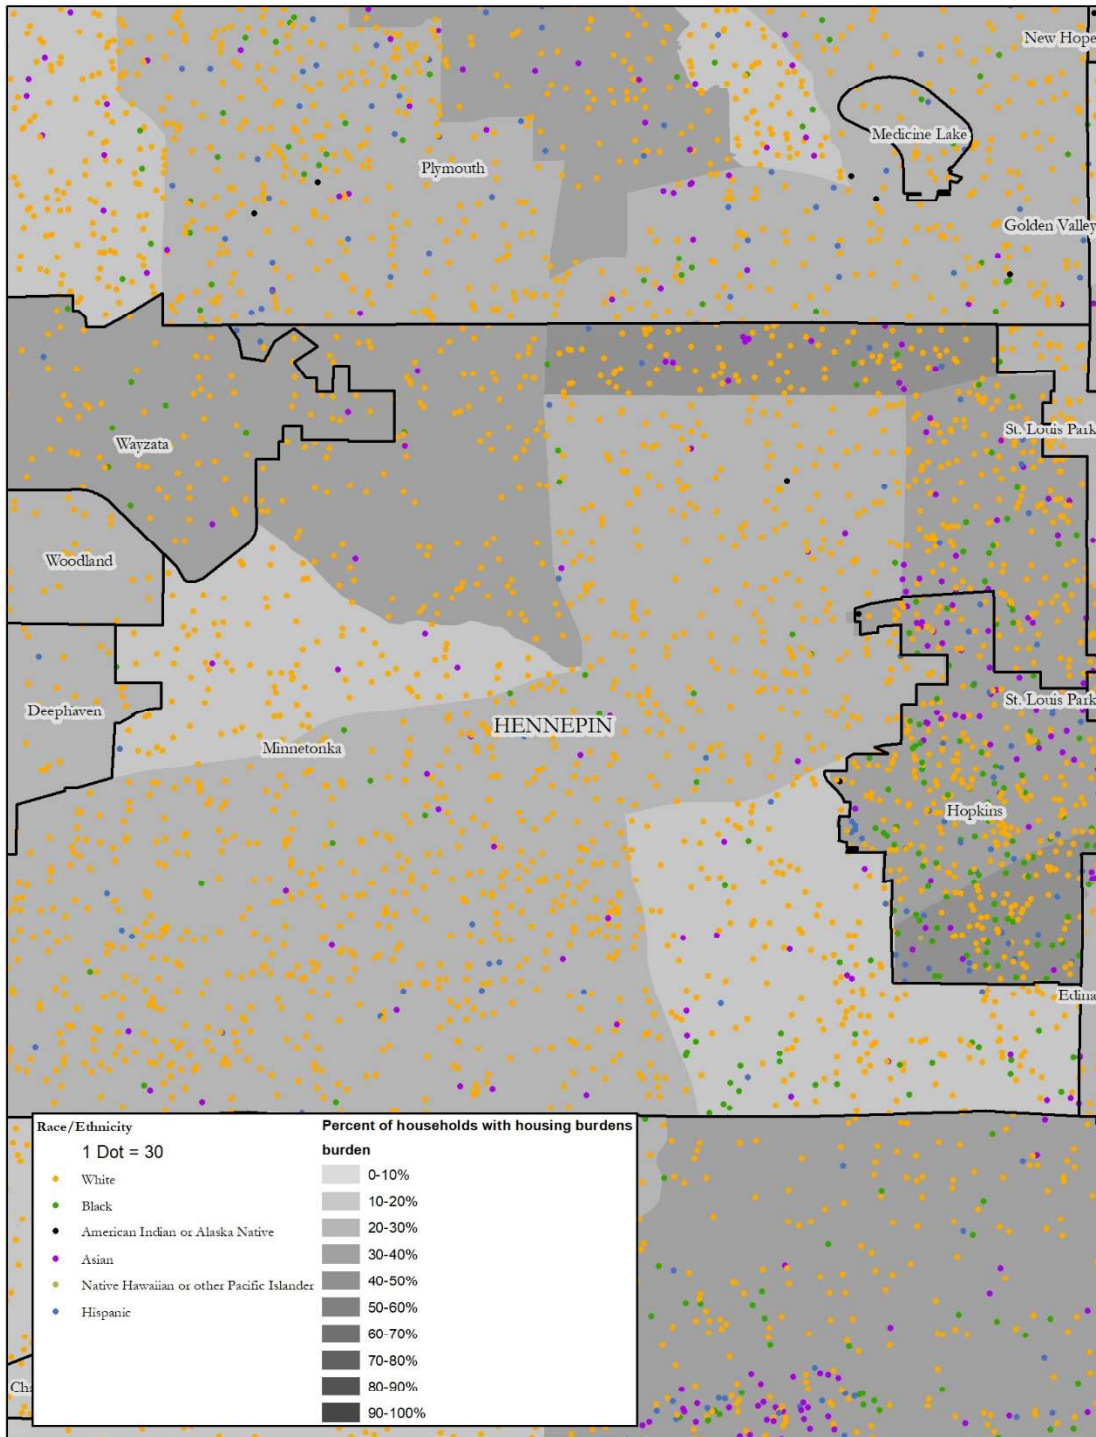 New Hope
Medicine Lake
Plymouth
Golden Valley
St. Louis Park
Wayzata
Woodland
St. Louis Park
Deephaven
HENNEPIN
Minnetonka
Hopkins
Edina
Race/Ethnicity
1 Dot = 30
White
Black
American Indian or Alaska Native
Asian
Native Hawaiian or other Pacific Islander
Hispanic
Percent of households with housing burdens
burden
0-10%
10-20%
20-30%
30-40%
40-50%
50-60%
60-70%
70-80%
80-90%
90-100%